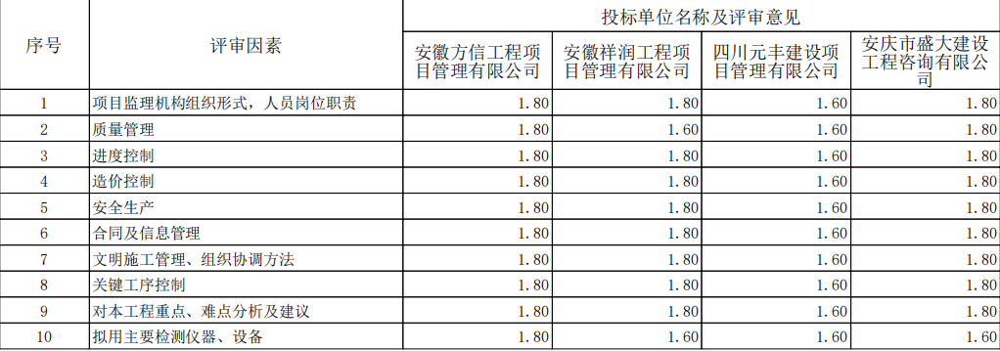 序号 评审因素 投标单位名称及评审意见
安徽方信工程项目管理有限公司 安徽祥润工程项目管理有限公司 四川元丰建设项目管理有限公司 安庆市盛大建设工程咨询有限公司
1 项目监理机构组织形式，人员岗位职责 1.80 1.80 1.60 1.80
2 质量管理 1.80 1.60 1.60 1.80
3 进度控制 1.80 1.80 1.60 1.80
4 造价控制 1.80 1.80 1.60 1.80
5 安全生产 1.80 1.80 1.60 1.80
6 合同及信息管理 1.80 1.80 1.60 1.80
7 文明施工管理、组织协调方法 1.80 1.80 1.60 1.80
8 关键工序控制 1.80 1.80 1.60 1.80
9 对本工程重点、难点分析及建议 1.80 1.80 1.60 1.80
10 拟用主要检测仪器、设备 1.80 1.60 1.60 1.60